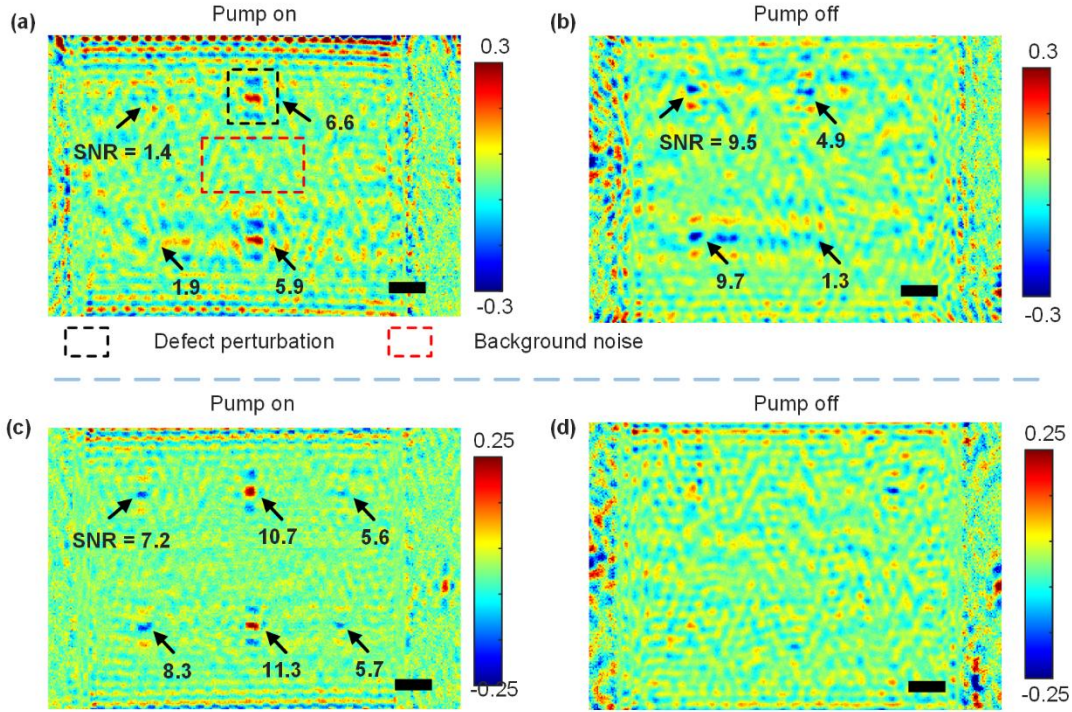 (a)
Pump on
0.3
-0.3
SNR = 1.4
6.6
1.9
5.9
(b)
Pump off
0.3
-0.3
SNR = 9.5
4.9
9.7
1.3
Defect perturbation
Background noise
(c)
Pump on
0.25
-0.25
SNR = 7.2
10.7
5.6
8.3
11.3
5.7
(d)
Pump off
0.25
-0.25